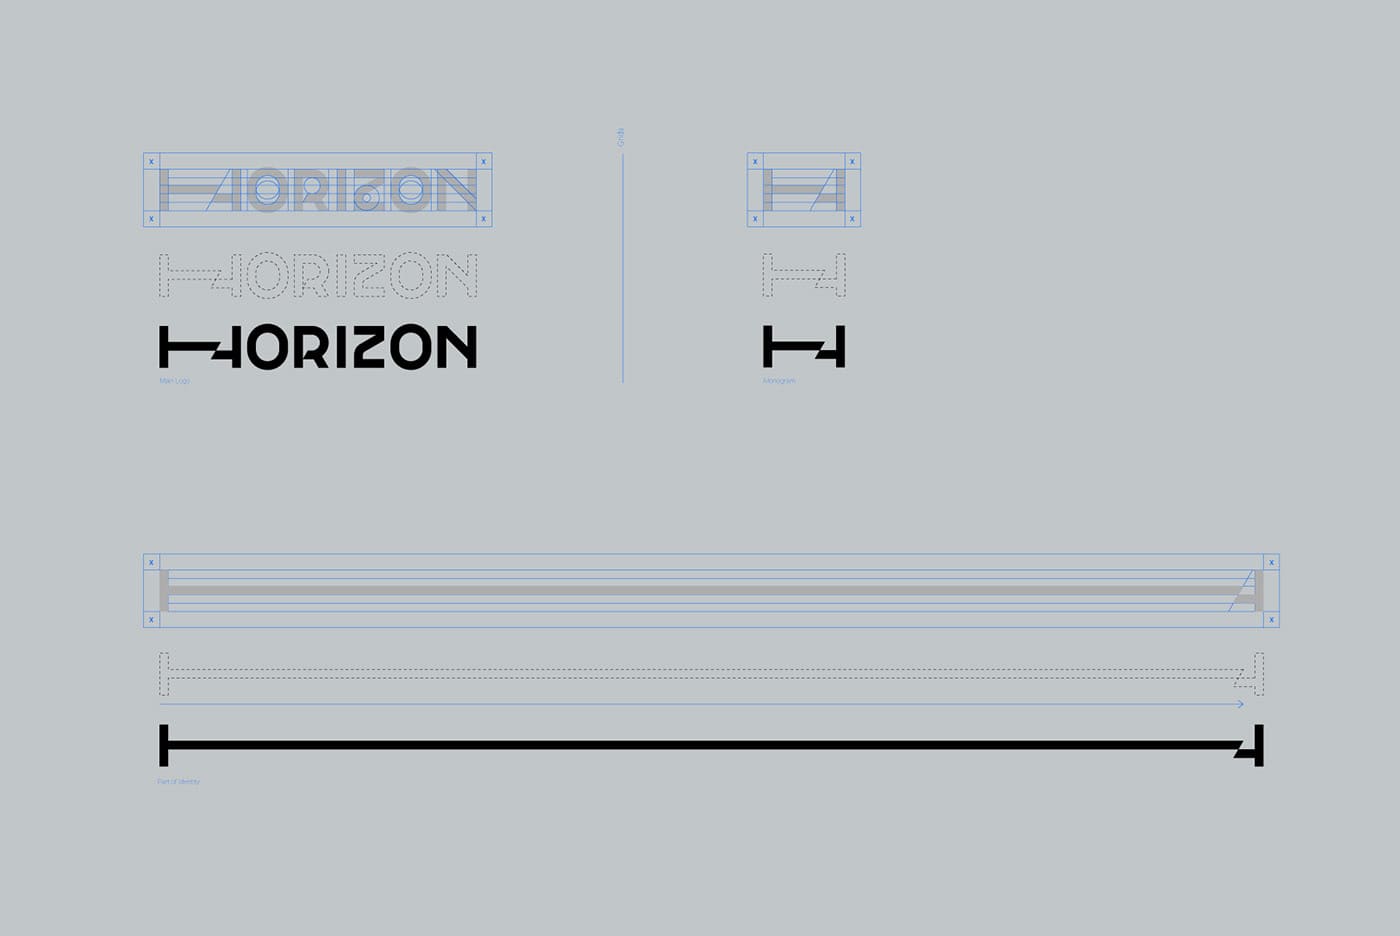 Grids
x x
HORIZON
x x
HORIZON
HORIZON
Main Logo
x x
H
x x
H
H
Monogram
x x
H
x x
H
H
Part of Identity